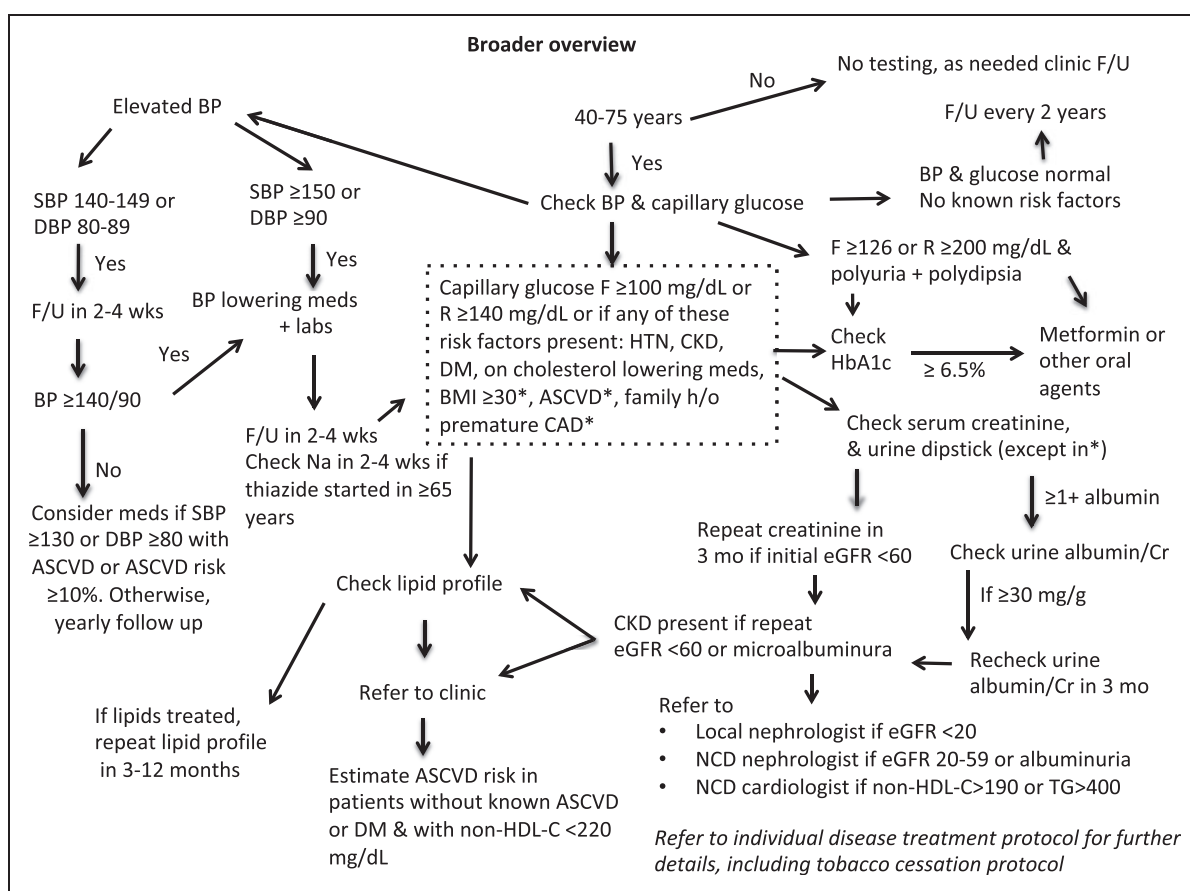 Broader overview
No testing, as needed clinic F/U
No
Elevated BP
40-75 years
F/U every 2 years
Yes
SBP 140-149 or
DBP 80-89
SBP ≥150 or
DBP ≥90
Check BP & capillary glucose
BP & glucose normal
No known risk factors
Yes
Yes
F ≥126 or R ≥200 mg/dL &
polyuria + polydipsia
F/U in 2-4 wks
BP lowering meds
+ labs
Capillary glucose F ≥100 mg/dL or
R ≥140 mg/dL or if any of these
risk factors present: HTN, CKD,
DM, on cholesterol lowering meds,
BMI ≥30*, ASCVD*, family h/o
premature CAD*
Check
HbA1c
≥ 6.5%
Metformin or
other oral
agents
Yes
BP ≥140/90
F/U in 2-4 wks
Check Na in 2-4 wks if
thiazide started in ≥65
years
Check serum creatinine,
& urine dipstick (except in*)
No
≥1+ albumin
Consider meds if SBP
≥130 or DBP ≥80 with
ASCVD or ASCVD risk
≥10%. Otherwise,
yearly follow up
Repeat creatinine in
3 mo if initial eGFR <60
Check urine albumin/Cr
If ≥30 mg/g
Check lipid profile
CKD present if repeat
eGFR <60 or microalbuminura
Recheck urine
albumin/Cr in 3 mo
Refer to clinic
If lipids treated,
repeat lipid profile
in 3-12 months
Refer to
• Local nephrologist if eGFR <20
• NCD nephrologist if eGFR 20-59 or albuminuria
• NCD cardiologist if non-HDL-C>190 or TG>400
Estimate ASCVD risk in
patients without known ASCVD
or DM & with non-HDL-C <220
mg/dL
Refer to individual disease treatment protocol for further
details, including tobacco cessation protocol